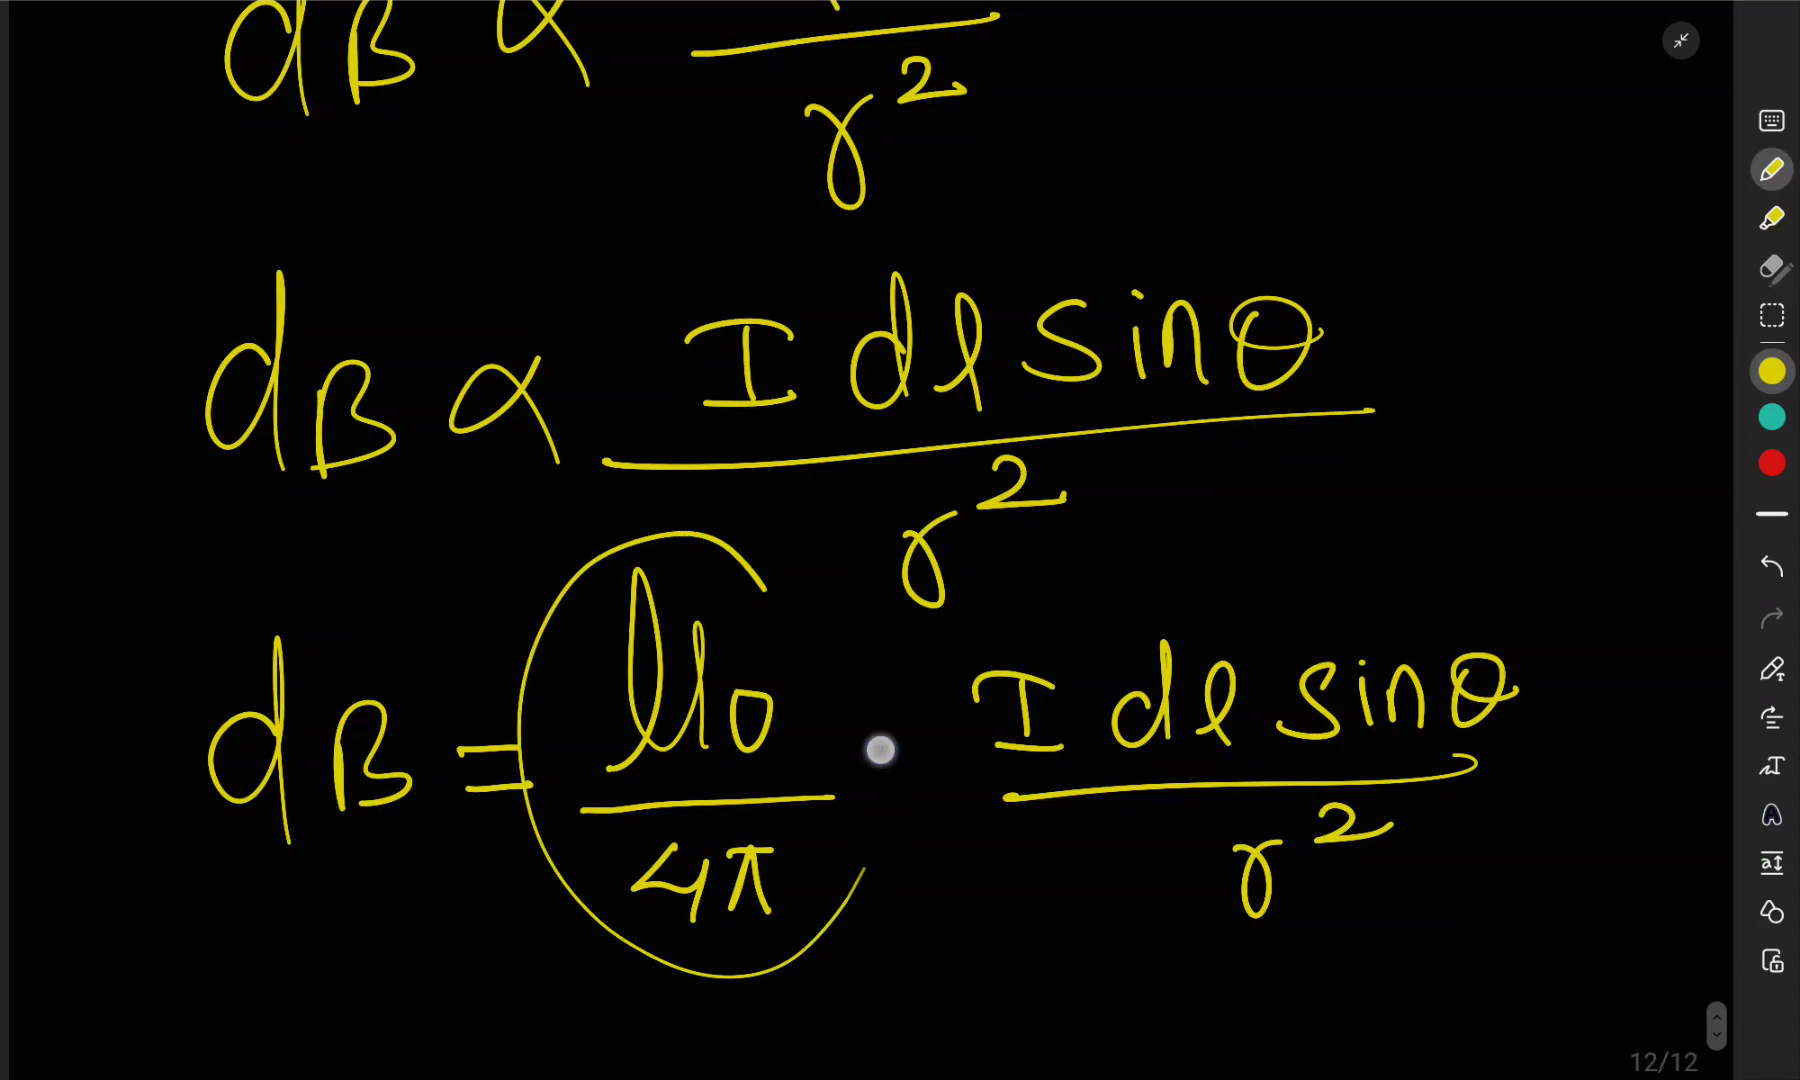 dB ∝ 
r²
dB ∝ I dl sinθ
r²
dB = μ0/4π I dl sinθ/r²
12/12